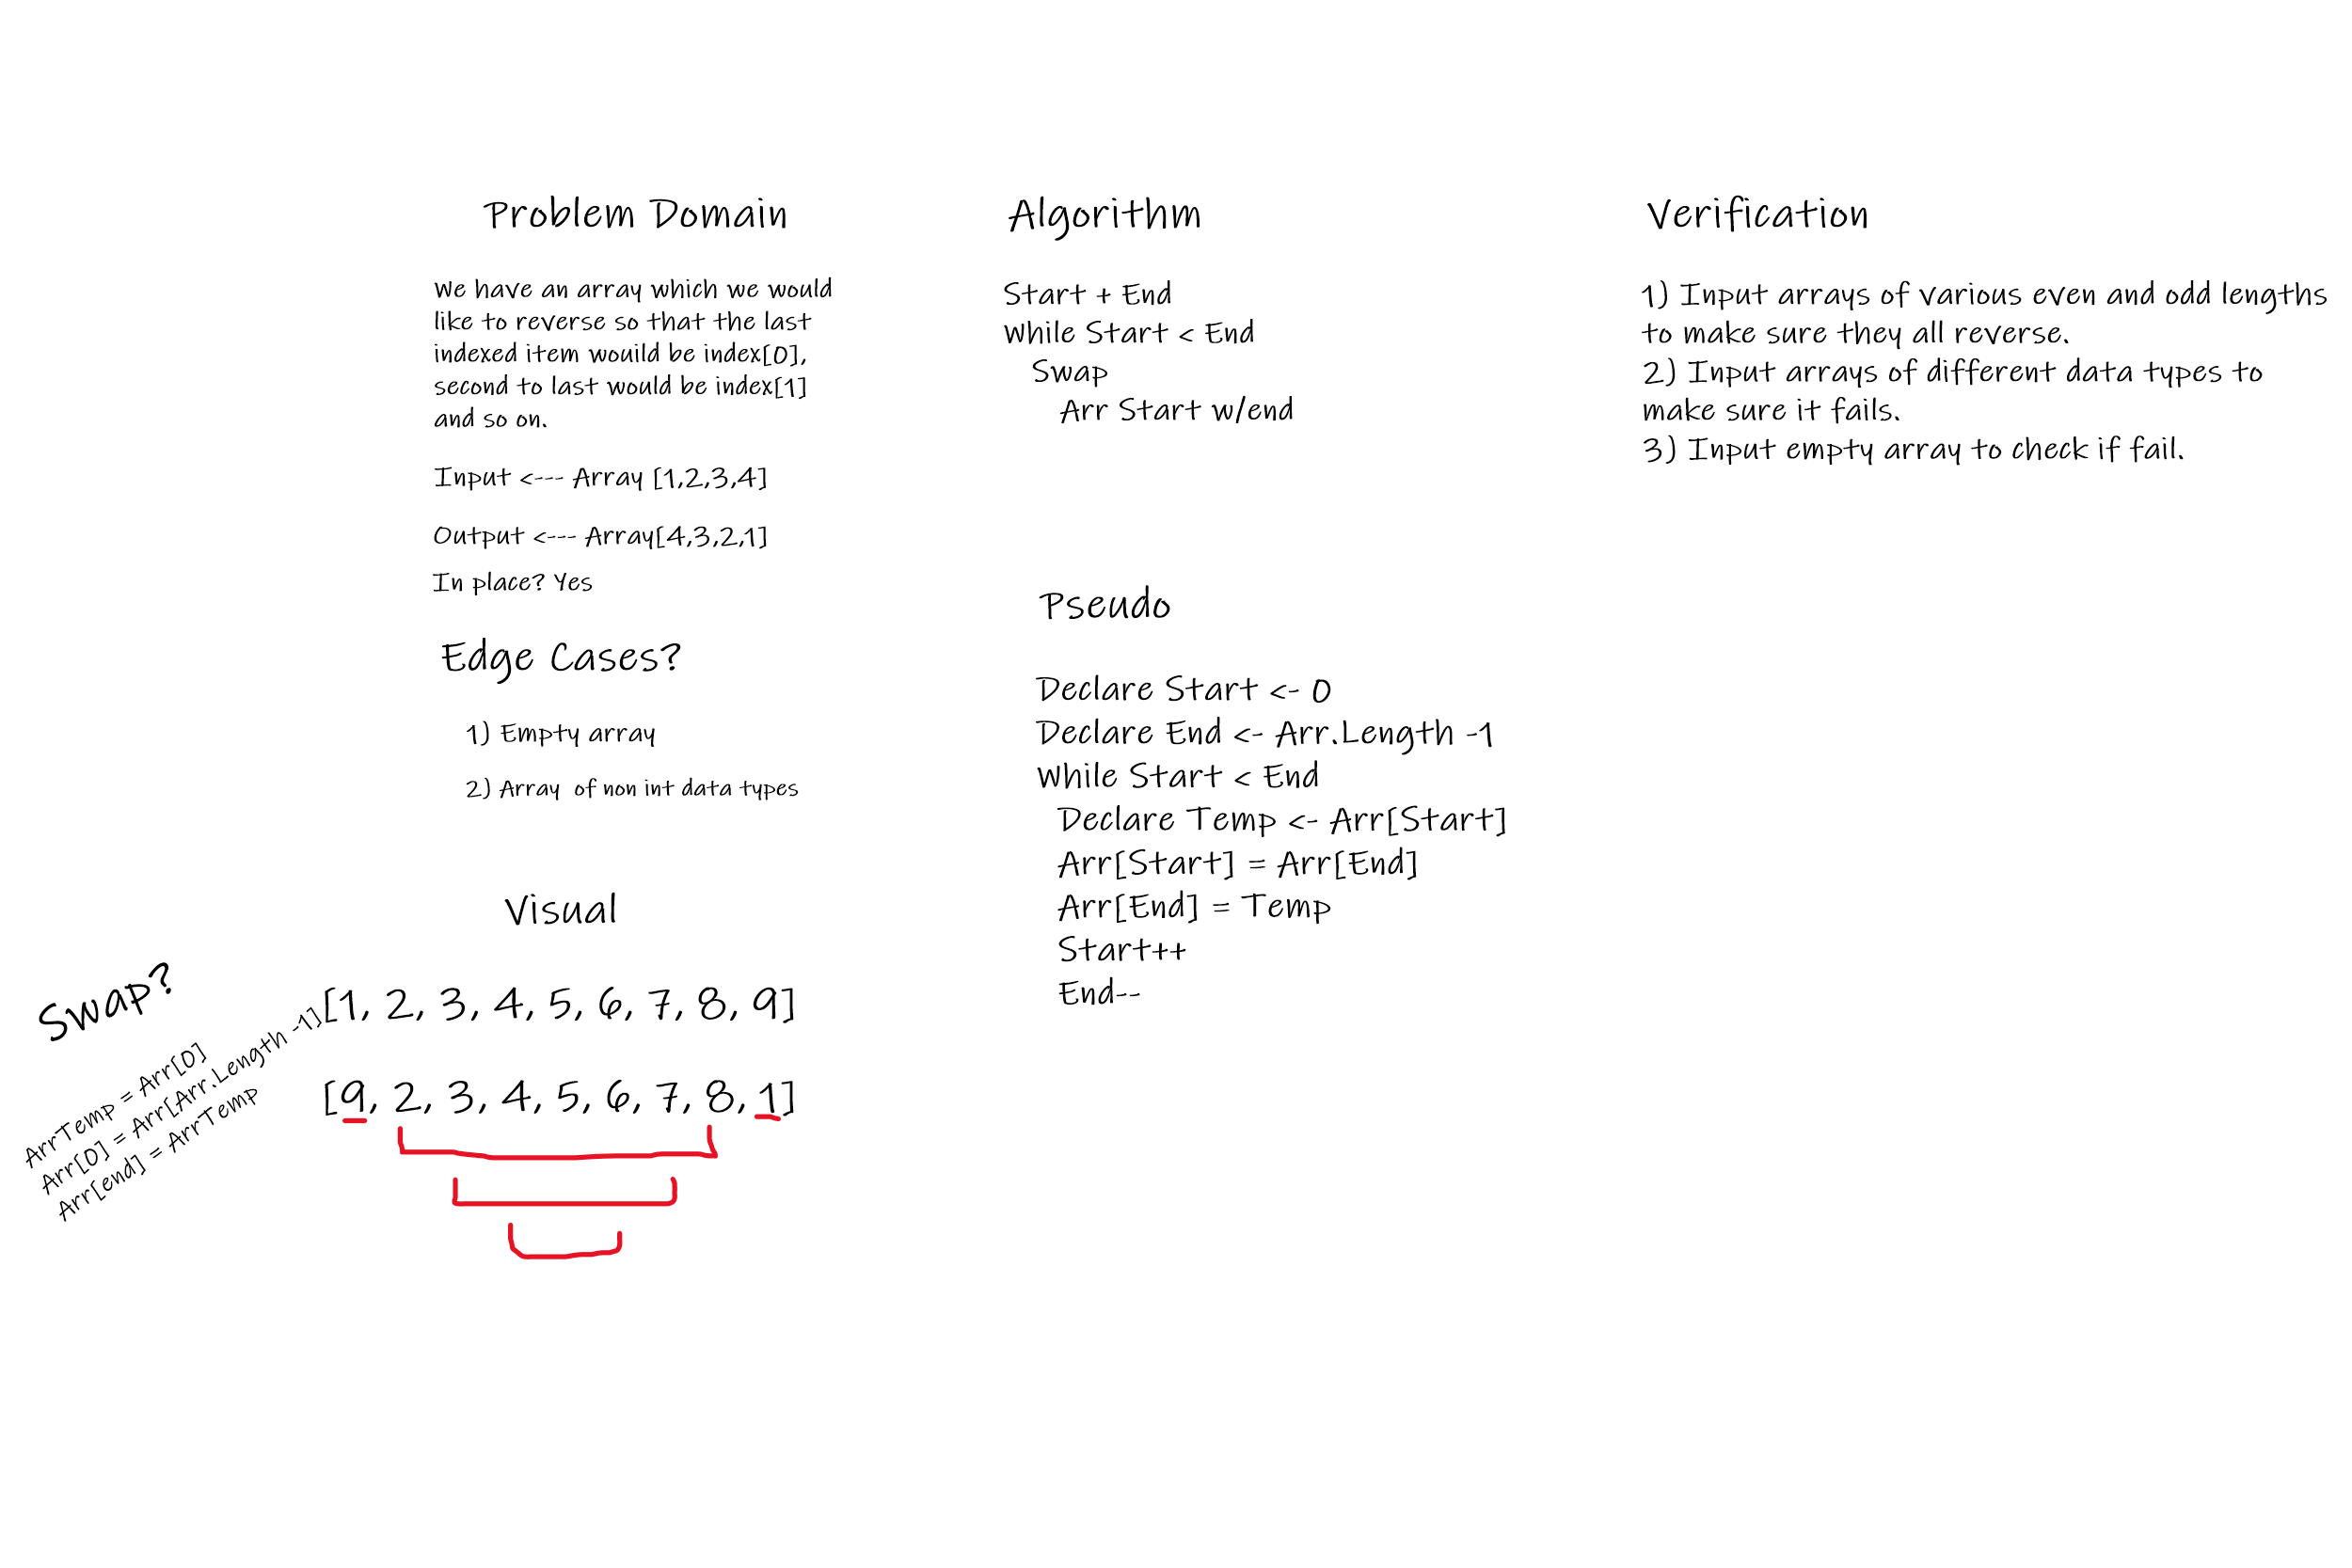 Problem Domain
We have an array which we would
like to reverse so that the last
indexed item wouild be index[0],
second to last would be index[1]
and so on.
Input <--- Array [1,2,3,4]
Output <--- Array[4,3,2,1]
In place? Yes
Edge Cases?
1) Empty array
2) Array of non int data types
Visual
[1, 2, 3, 4, 5, 6, 7, 8, 9]
[9, 2, 3, 4, 5, 6, 7, 8, 1]
Swap?
ArrTemp = Arr[0]
Arr[0] = Arr[Arr.Length -1]
Arr[end] = ArrTemp
Algorithm
Start + End
While Start < End
Swap
Arr Start w/end
Pseudo
Declare Start <- 0
Declare End <- Arr.Length -1
While Start < End
Declare Temp <- Arr[Start]
Arr[Start] = Arr[End]
Arr[End] = Temp
Start++
End--
Verification
1) Input arrays of various even and odd lengths
to make sure they all reverse.
2) Input arrays of different data types to
make sure it fails.
3) Input empty array to check if fail.